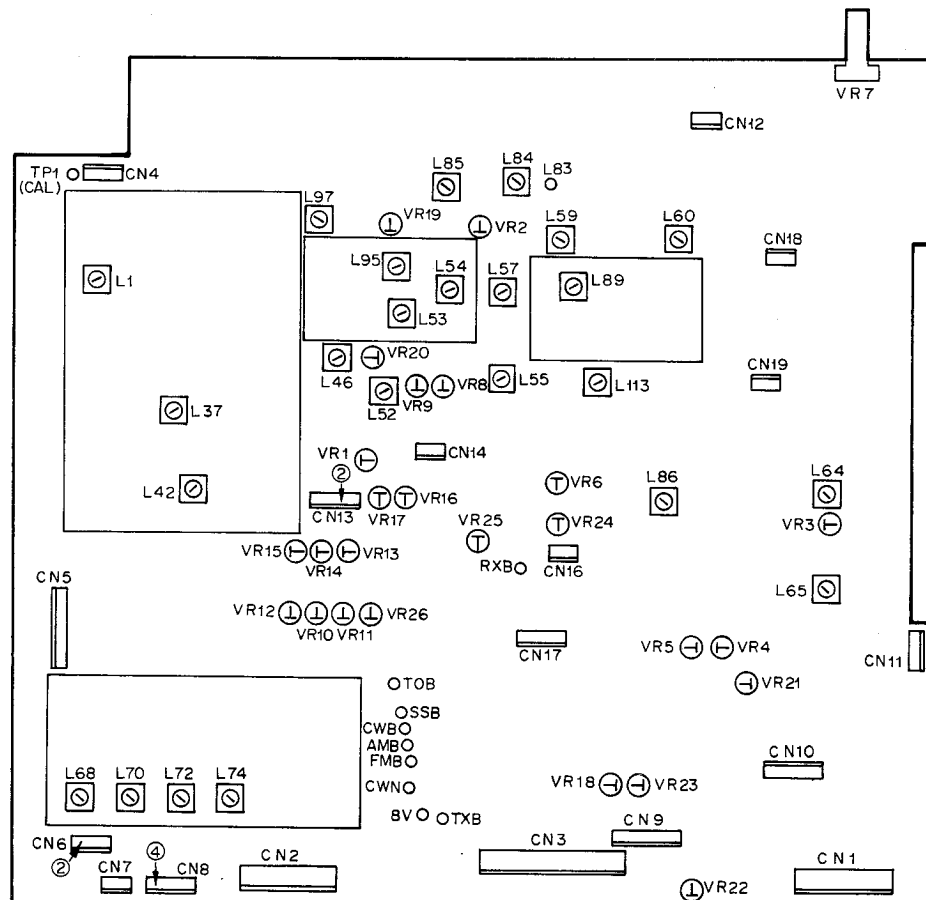 VR7
CN12
TP1
(CAL)
CN4
L85
L84
L83
L97
VR19
VR2
L59
L60
CN18
L1
L95
L54
L57
L89
L53
L46
VR20
L52
VR9
VR8
L55
L113
CN19
L37
L42
VR1
②
CN13
VR17
VR16
CN14
VR6
L86
L64
VR3
VR25
VR24
RXB
CN16
VR15
VR14
VR13
L65
CN5
VR12
VR10
VR11
VR26
CN17
VR5
VR4
CN11
VR21
TOB
SSB
CWB
AMB
FMB
CWN
8V
TXB
L68
L70
L72
L74
CN10
VR18
VR23
CN6
②
CN7
④
CN8
CN2
CN3
CN9
CN1
VR22